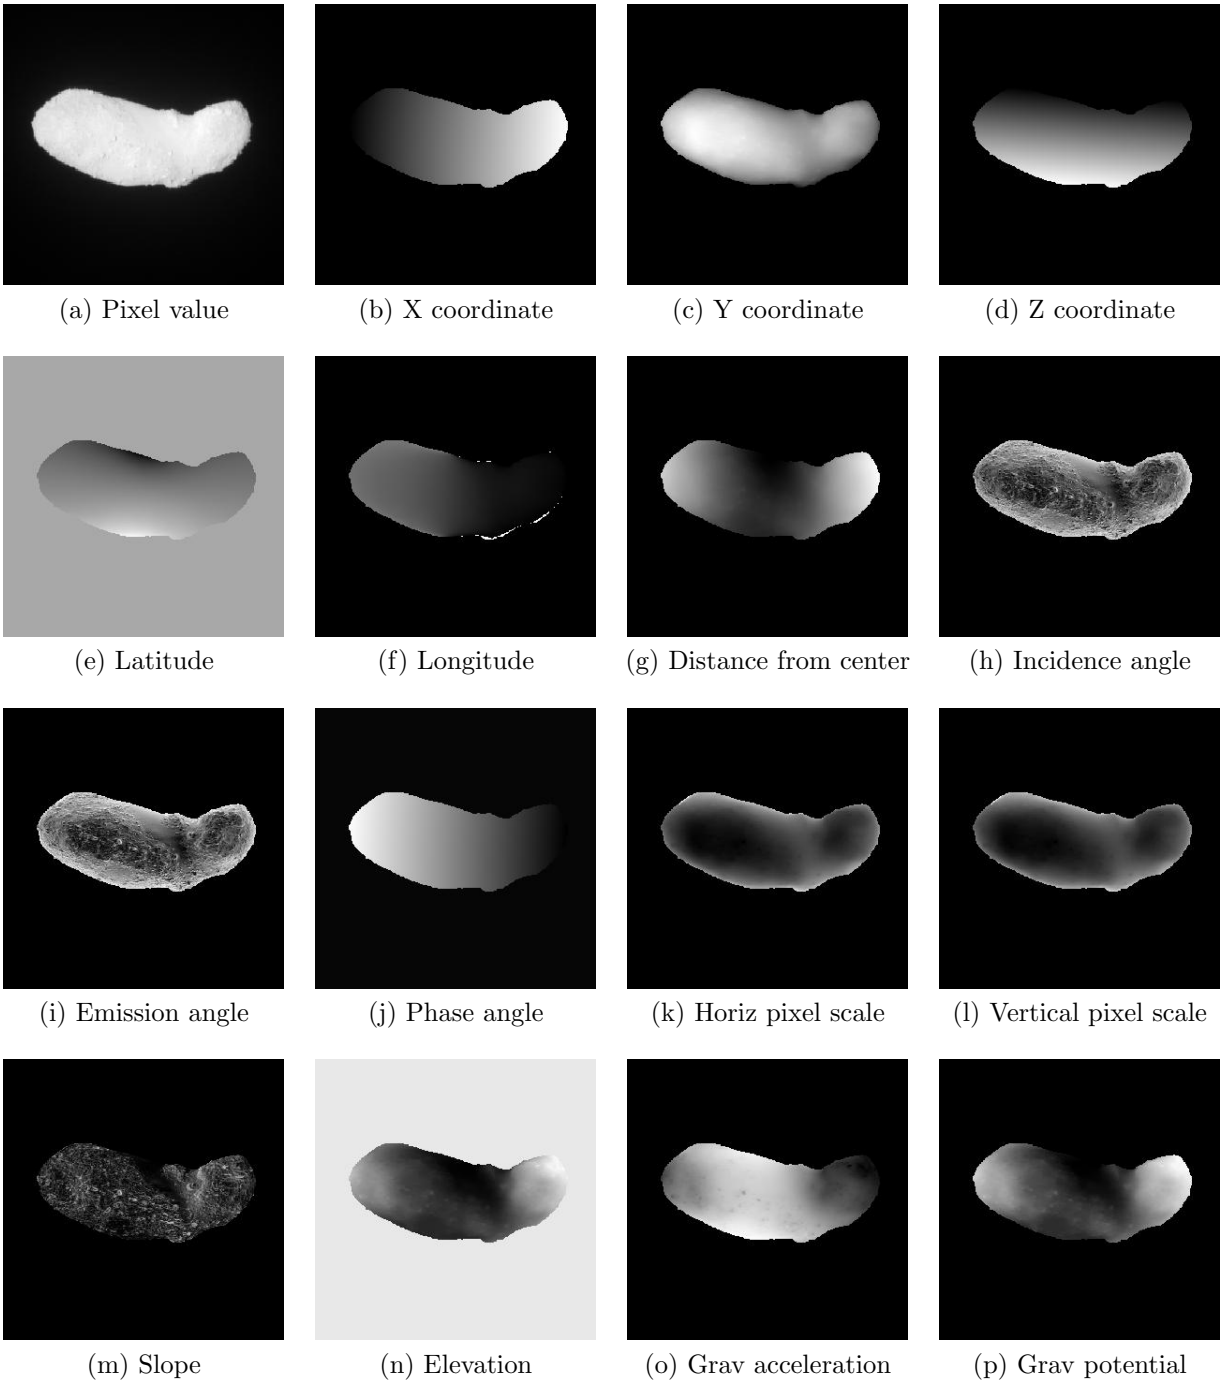 (a) Pixel value
(b) X coordinate
(c) Y coordinate
(d) Z coordinate
(e) Latitude
(f) Longitude
(g) Distance from center
(h) Incidence angle
(i) Emission angle
(j) Phase angle
(k) Horiz pixel scale
(l) Vertical pixel scale
(m) Slope
(n) Elevation
(o) Grav acceleration
(p) Grav potential